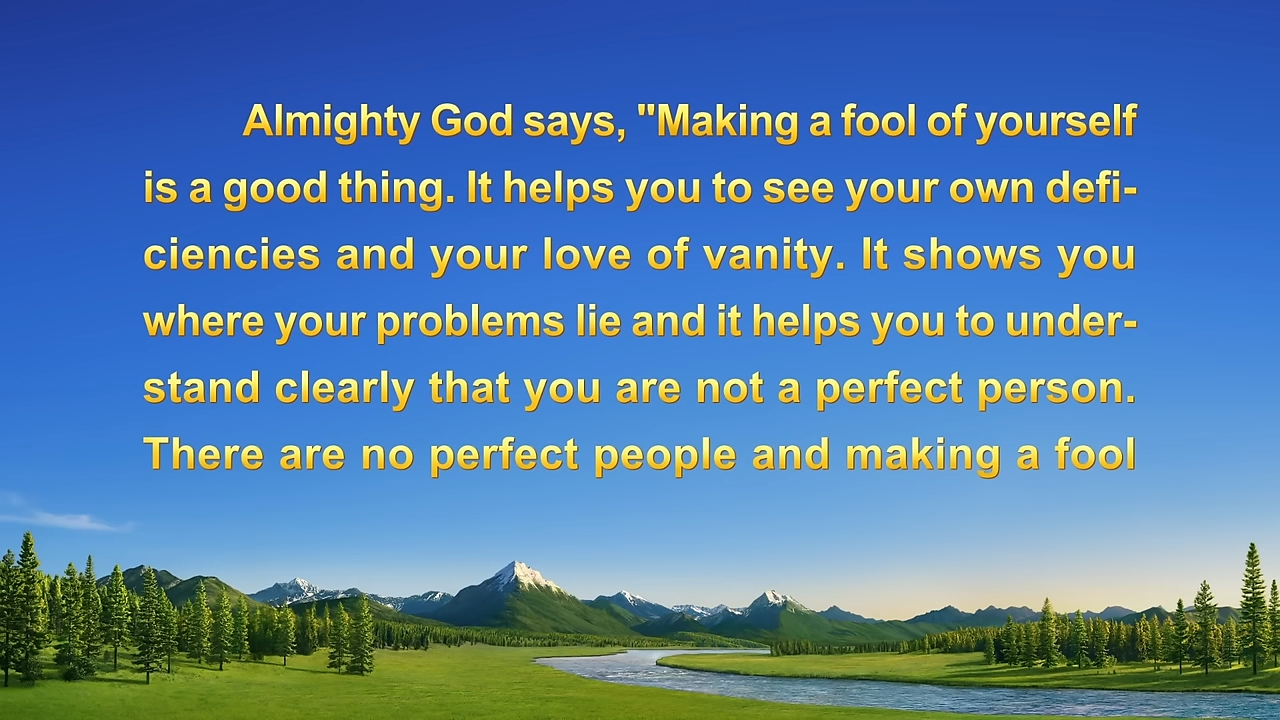 Almighty God says, "Making a fool of yourself
is a good thing. It helps you to see your own defi-
ciencies and your love of vanity. It shows you
where your problems lie and it helps you to under-
stand clearly that you are not a perfect person.
There are no perfect people and making a fool